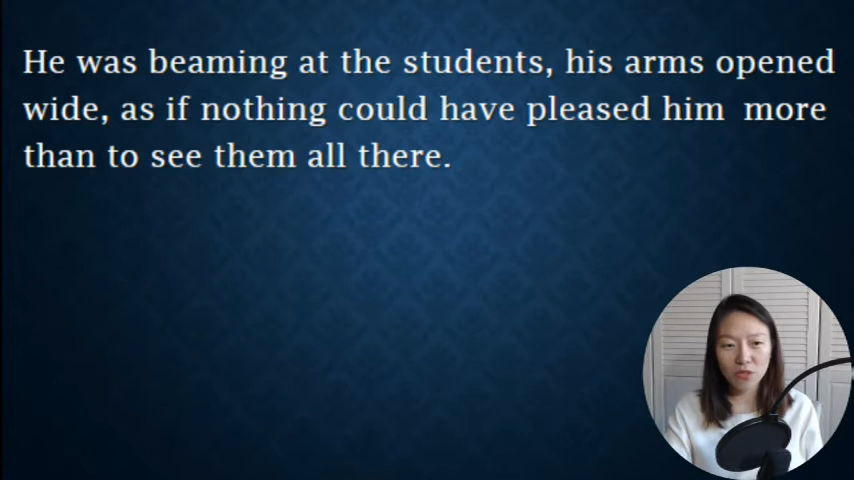 He was beaming at the students, his arms opened
wide, as if nothing could have pleased him more
than to see them all there.